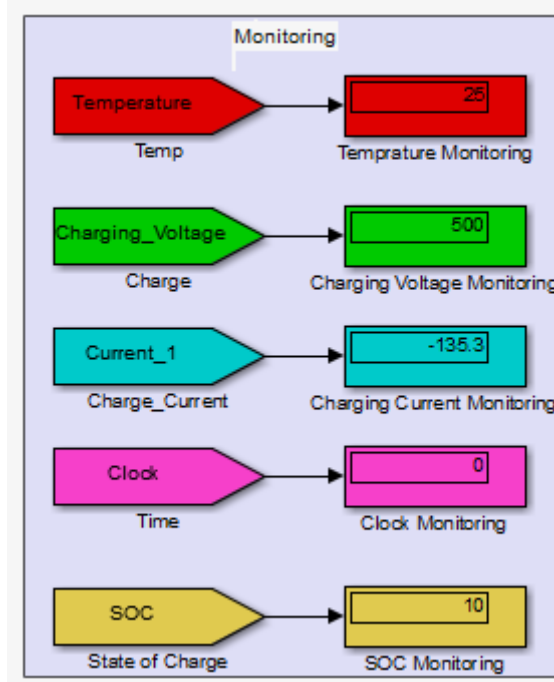 Monitoring
Temperature
25
Temp
Temprature Monitoring
Charging_Voltage
500
Charge
Charging Voltage Monitoring
Current_1
-135.3
Charge_Current
Charging Current Monitoring
Clock
0
Time
Clock Monitoring
SOC
10
State of Charge
SOC Monitoring